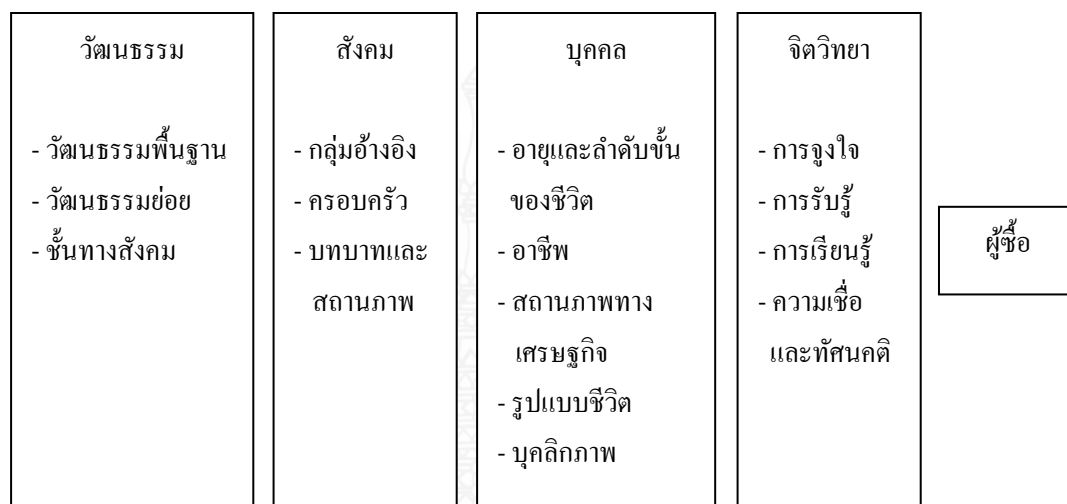 วัฒนธรรม
- วัฒนธรรมพื้นฐาน
- วัฒนธรรมย่อย
- ชั้นทางสังคม
สังคม
- กลุ่มอ้างอิง
- ครอบครัว
- บทบาทและ
สถานภาพ
บุคคล
- อายุและลำดับขั้น
ของชีวิต
- อาชีพ
- สถานภาพทาง
เศรษฐกิจ
- รูปแบบชีวิต
- บุคลิกภาพ
จิตวิทยา
- การจูงใจ
- การรับรู้
- การเรียนรู้
- ความเชื่อ
และทัศนคติ
ผู้ซื้อ